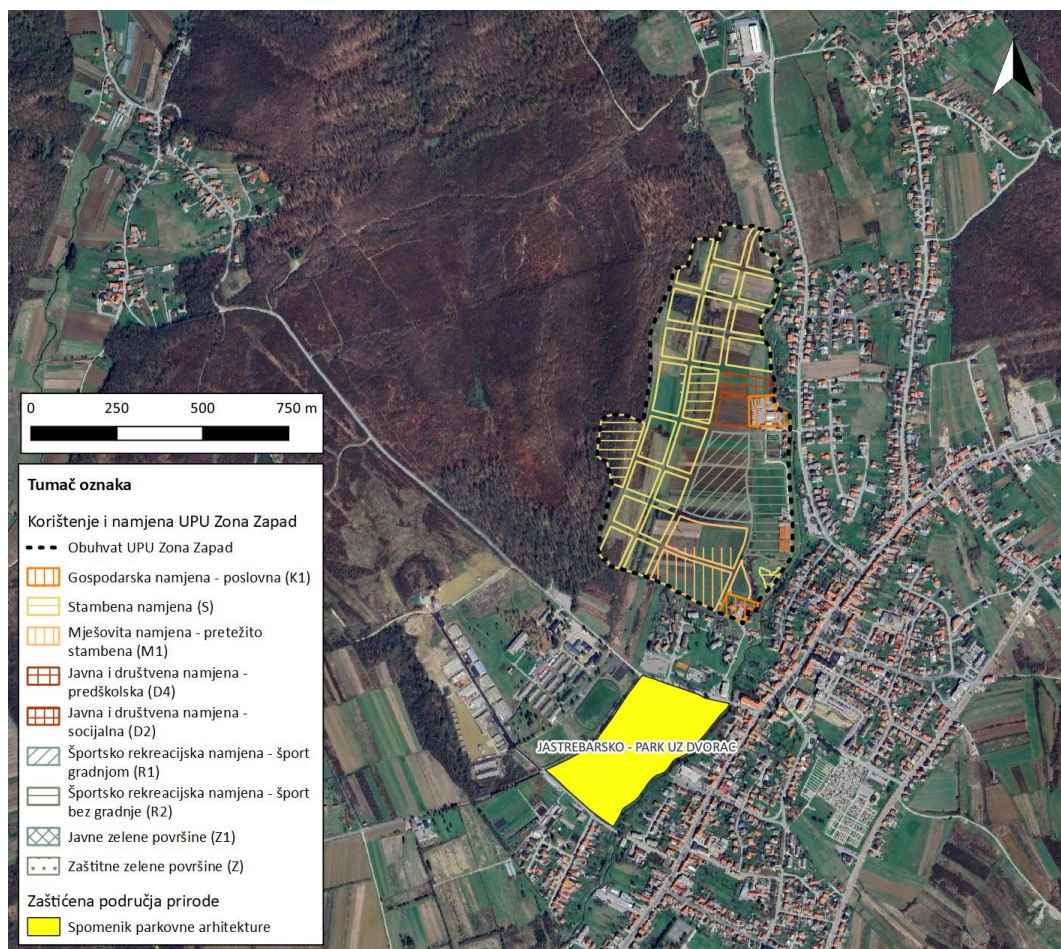 0 250 500 750 m
Tumač oznaka
Korištenje i namjena UPU Zona Zapad
Obuhvat UPU Zona Zapad
Gospodarska namjena - poslovna (K1)
Stambena namjena (S)
Mješovita namjena - pretežito
stambena (M1)
Javna i društvena namjena -
predškolska (D4)
Javna i društvena namjena -
socijalna (D2)
Športsko rekreacijska namjena - šport
gradnjom (R1)
Športsko rekreacijska namjena - šport
bez gradnje (R2)
Javne zelene površine (Z1)
Zaštitne zelene površine (Z)
Zaštićena područja prirode
Spomenik parkovne arhitekture
JASTREBARSKO - PARK UZ DVORAC